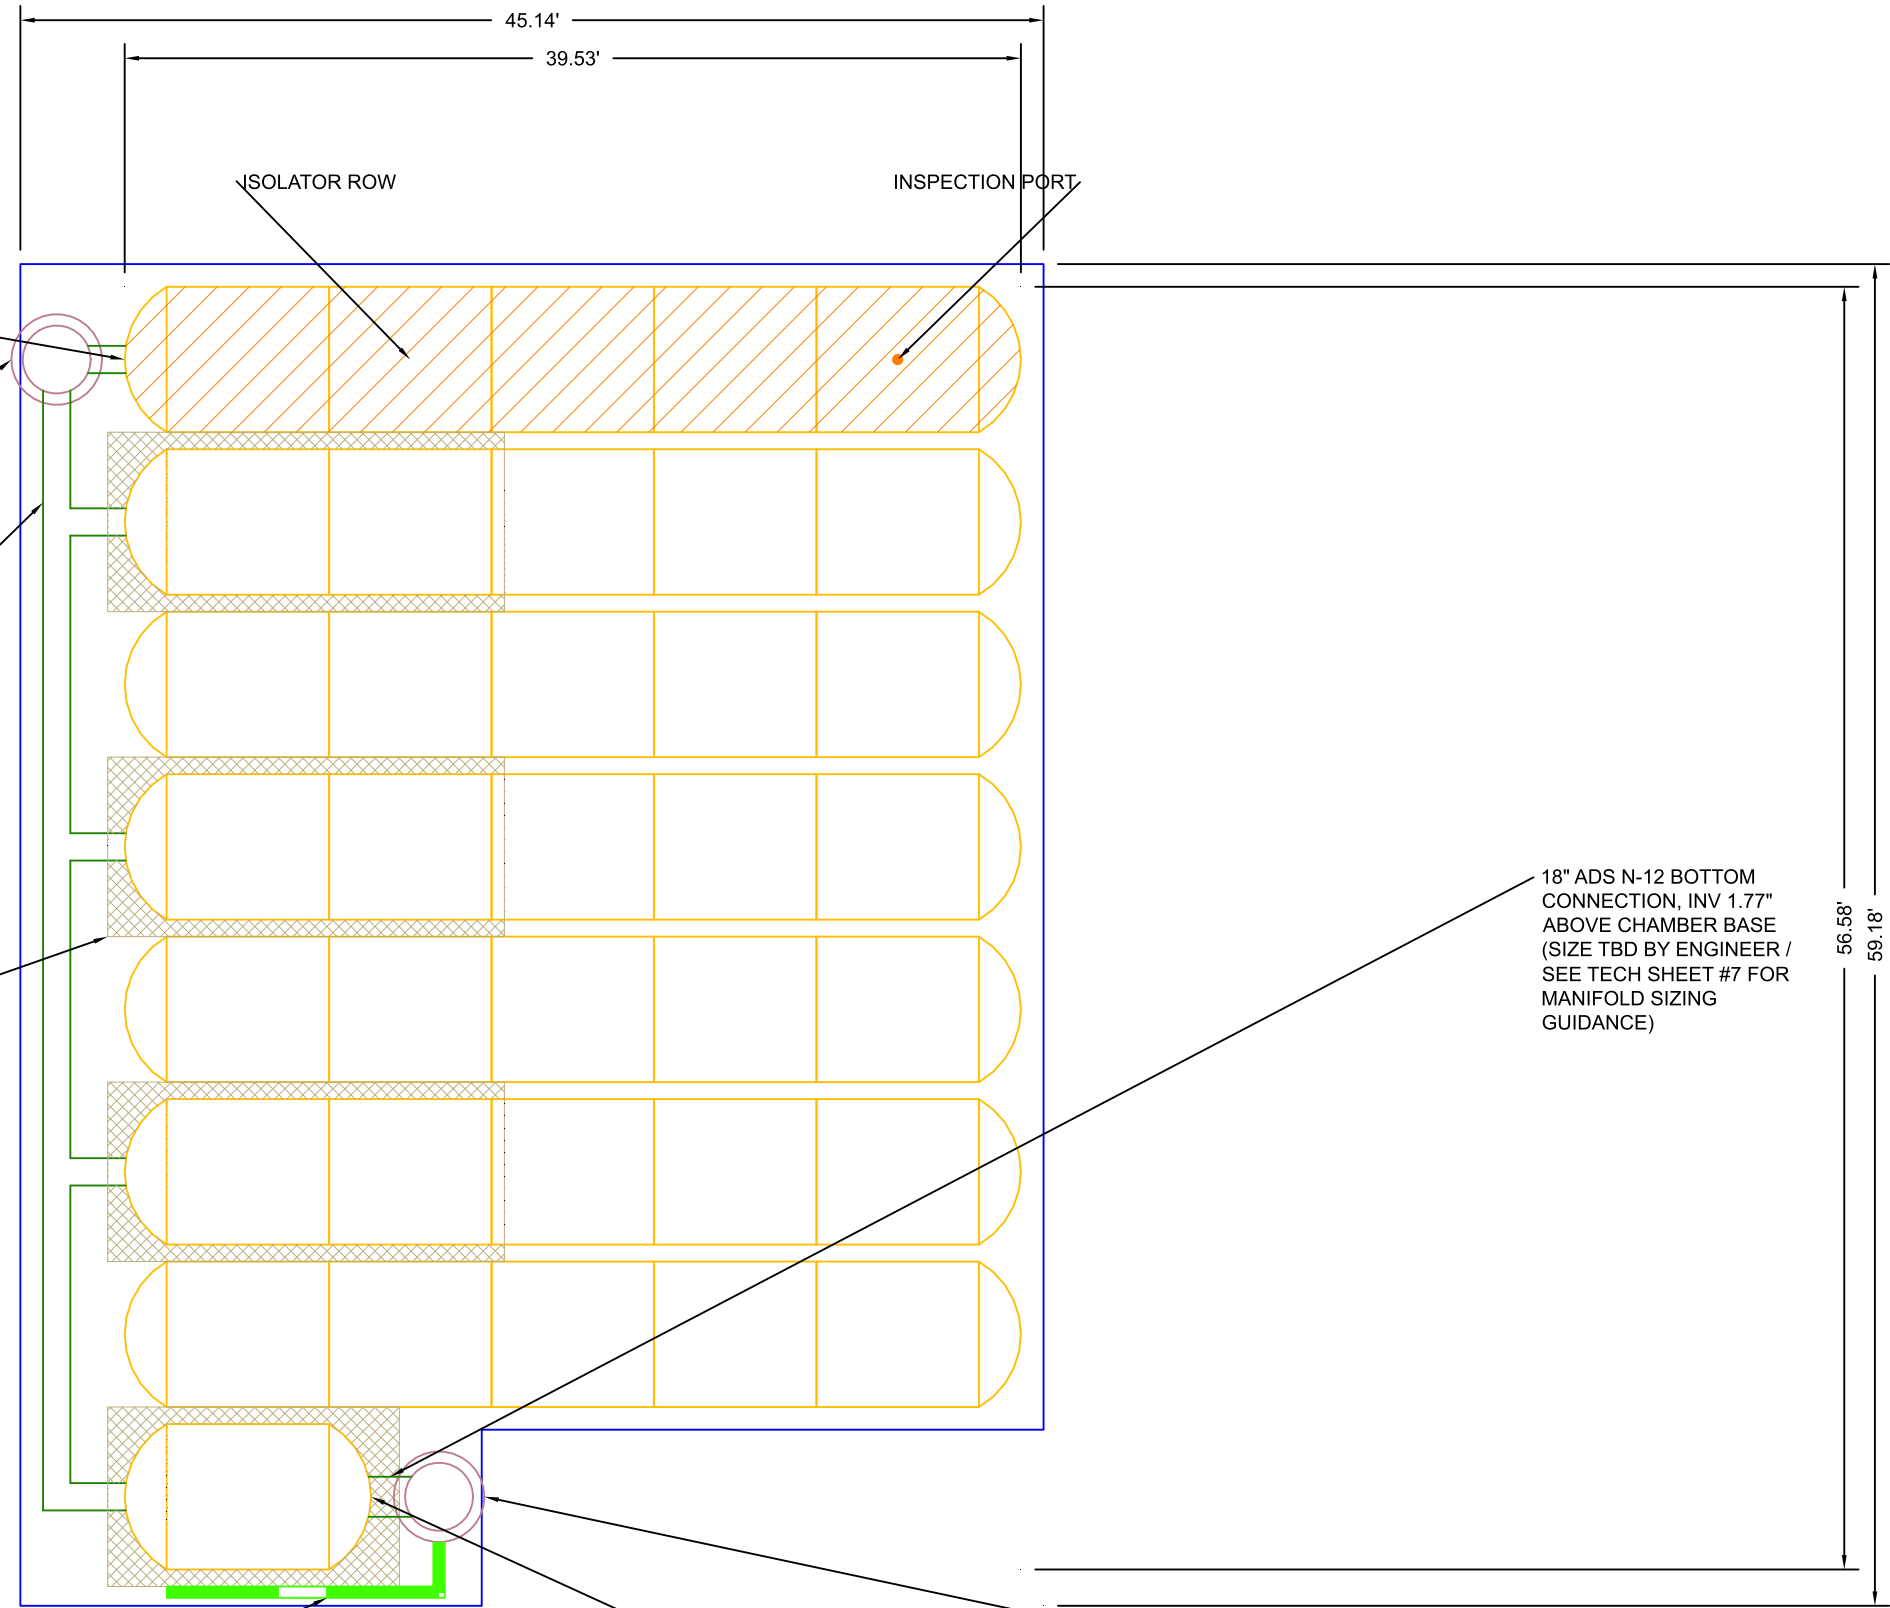 45.14'
39.53'
ISOLATOR ROW
INSPECTION PORT
18" ADS N-12 BOTTOM
CONNECTION, INV 1.77"
ABOVE CHAMBER BASE
(SIZE TBD BY ENGINEER /
SEE TECH SHEET #7 FOR
MANIFOLD SIZING
GUIDANCE)
56.58'
59.18'